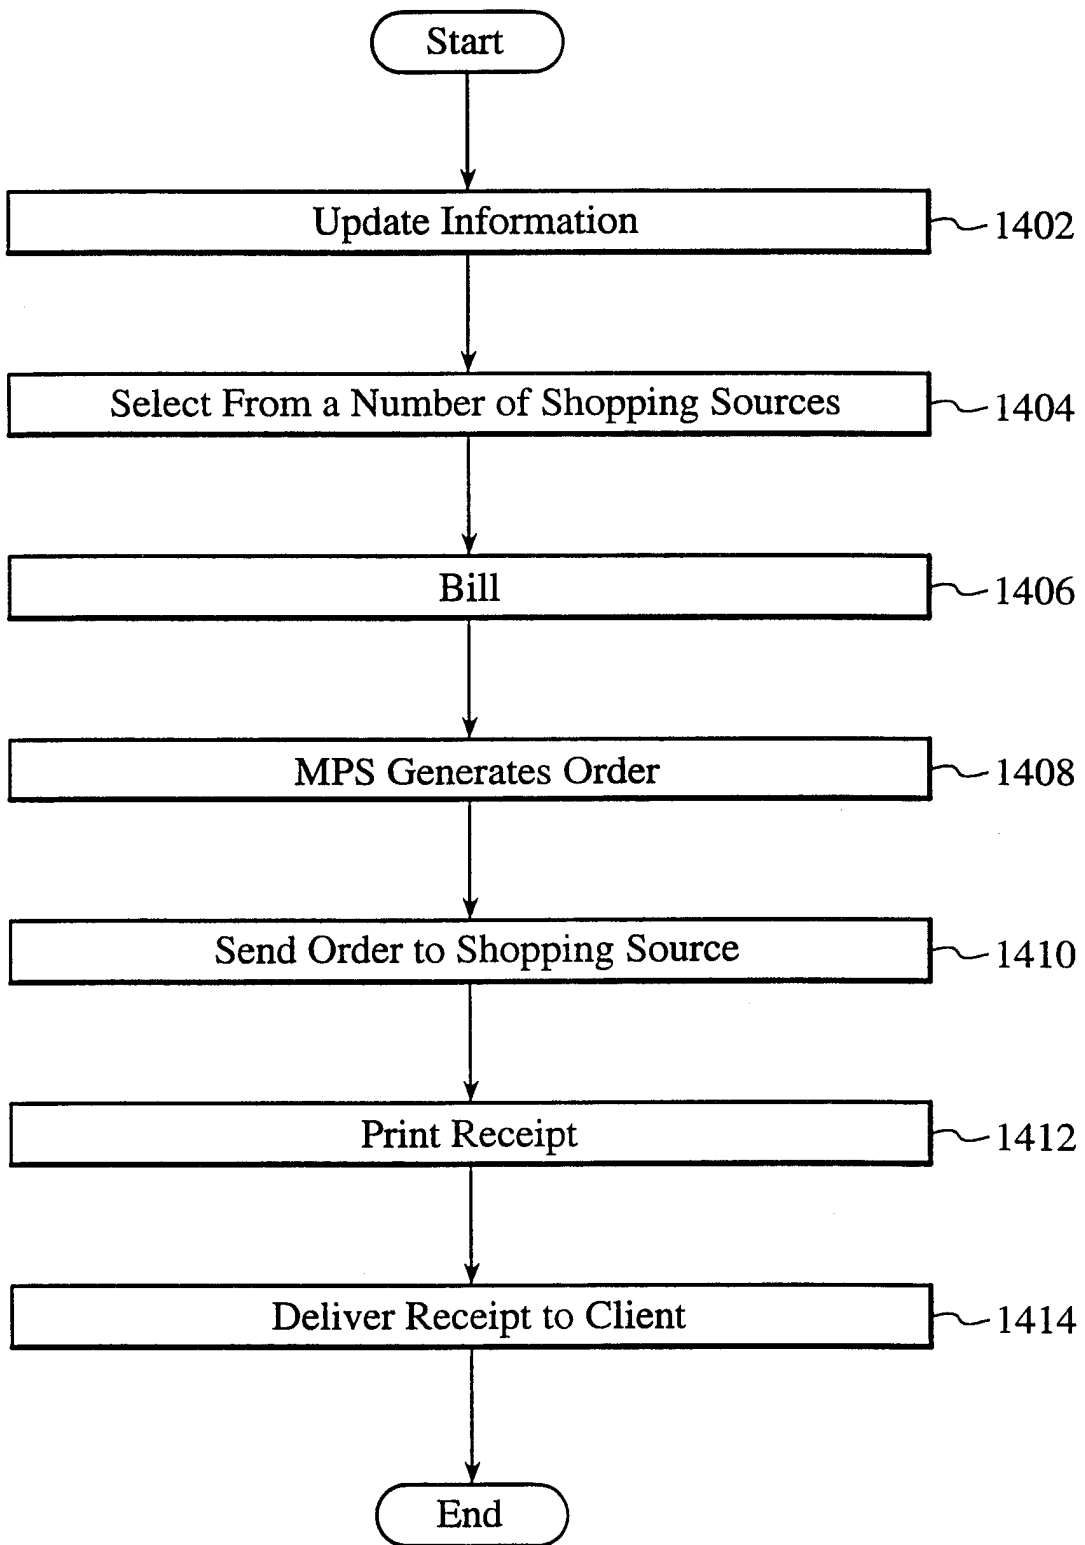 Start
Update Information
1402
Select From a Number of Shopping Sources
1404
Bill
1406
MPS Generates Order
1408
Send Order to Shopping Source
1410
Print Receipt
1412
Deliver Receipt to Client
1414
End